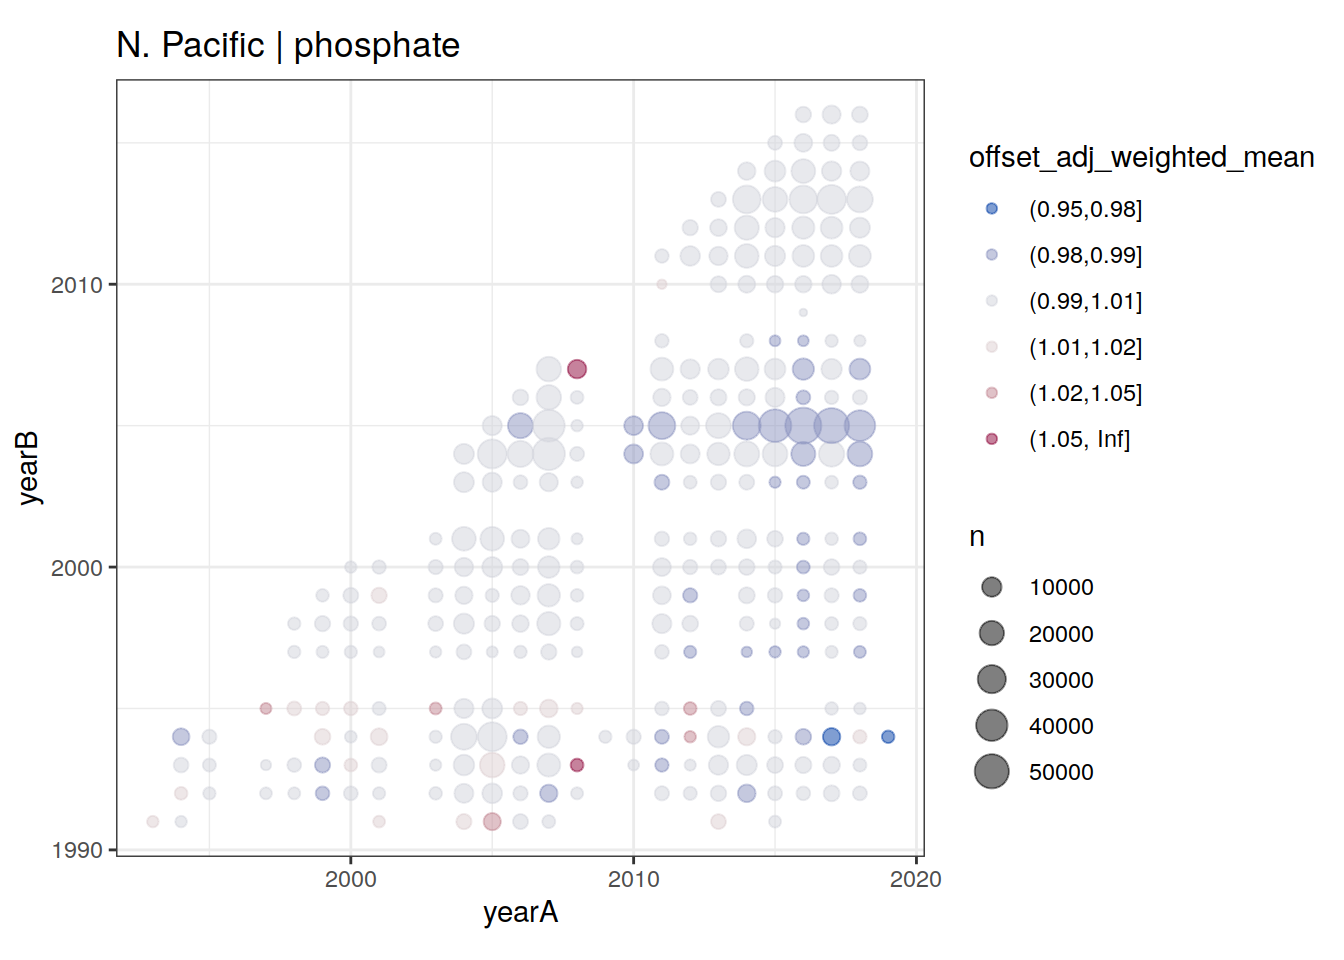 N. Pacific | phosphate
offset_adj_weighted_mean
(0.95,0.98]
(0.98,0.99]
(0.99,1.01]
(1.01,1.02]
(1.02,1.05]
(1.05, Inf]
n
10000
20000
30000
40000
50000
yearB
2010
2000
1990
2000
2010
2020
yearA